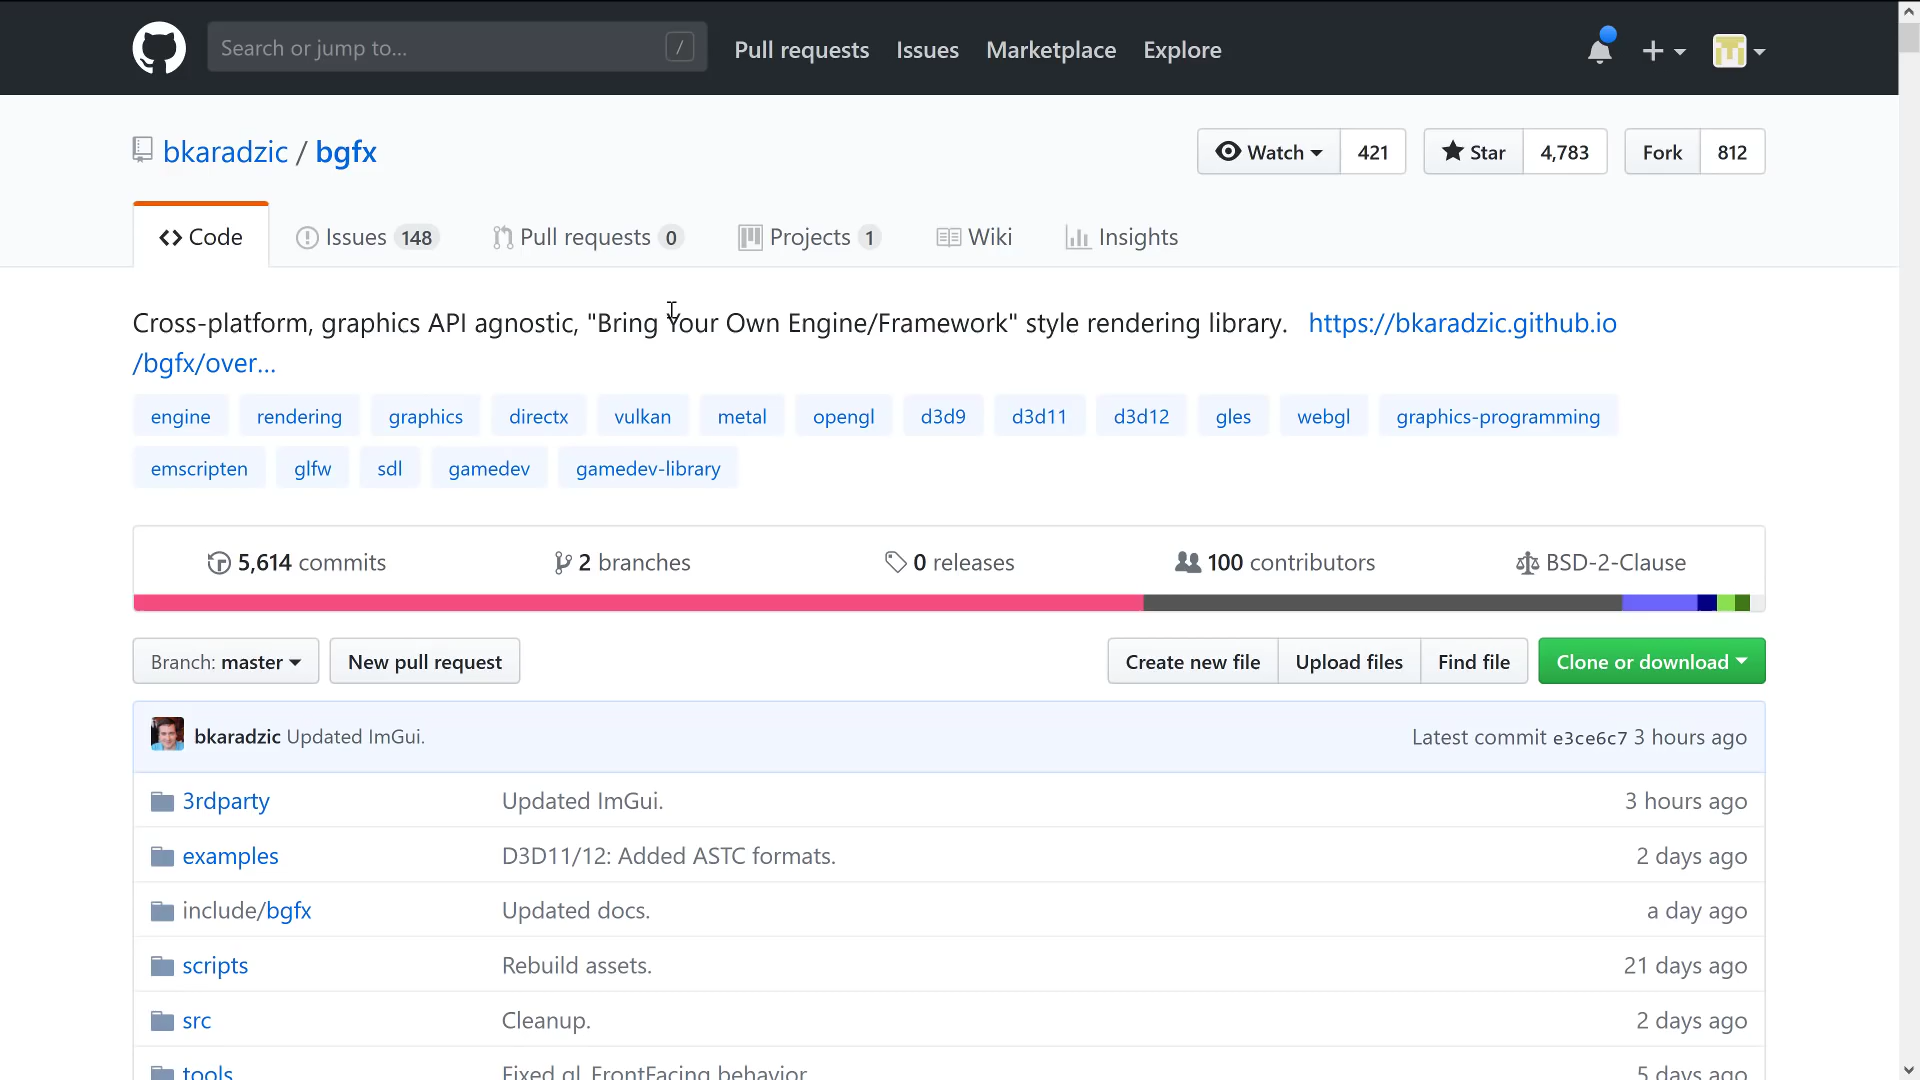 Search or jump to... /
Pull requests Issues Marketplace Explore
bkaradzic / bgfx
Watch 421 Star 4,783 Fork 812
Code Issues 148 Pull requests 0 Projects 1 Wiki Insights
Cross-platform, graphics API agnostic, "Bring Your Own Engine/Framework" style rendering library. https://bkaradzic.github.io
/bgfx/over...
engine rendering graphics directx vulkan metal opengl d3d9 d3d11 d3d12 gles webgl graphics-programming
emscripten glfw sdl gamedev gamedev-library
5,614 commits 2 branches 0 releases 100 contributors BSD-2-Clause
Branch: master New pull request Create new file Upload files Find file Clone or download
bkaradzic Updated ImGui. Latest commit e3ce6c7 3 hours ago
3rdparty Updated ImGui. 3 hours ago
examples D3D11/12: Added ASTC formats. 2 days ago
include/bgfx Updated docs. a day ago
scripts Rebuild assets. 21 days ago
src Cleanup. 2 days ago
tools Fixed gl_FrontFacing behavior 5 days ago